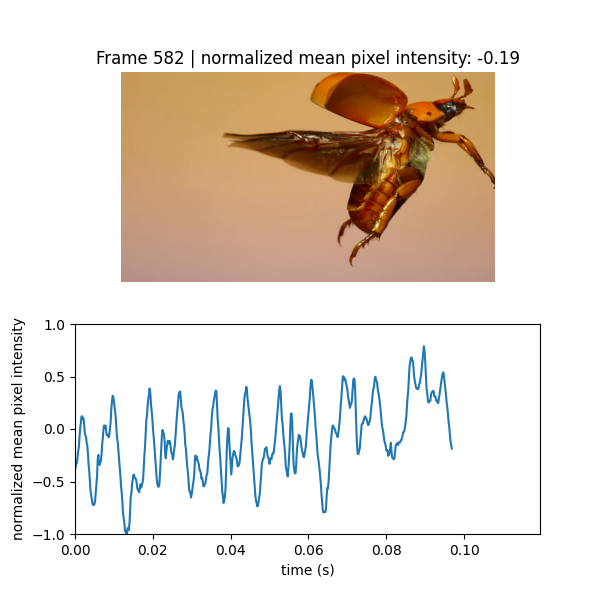 Frame 582 | normalized mean pixel intensity: -0.19
1.0
0.5
0.0
−0.5
−1.0
normalized mean pixel intensity
0.00 0.02 0.04 0.06 0.08 0.10
time (s)